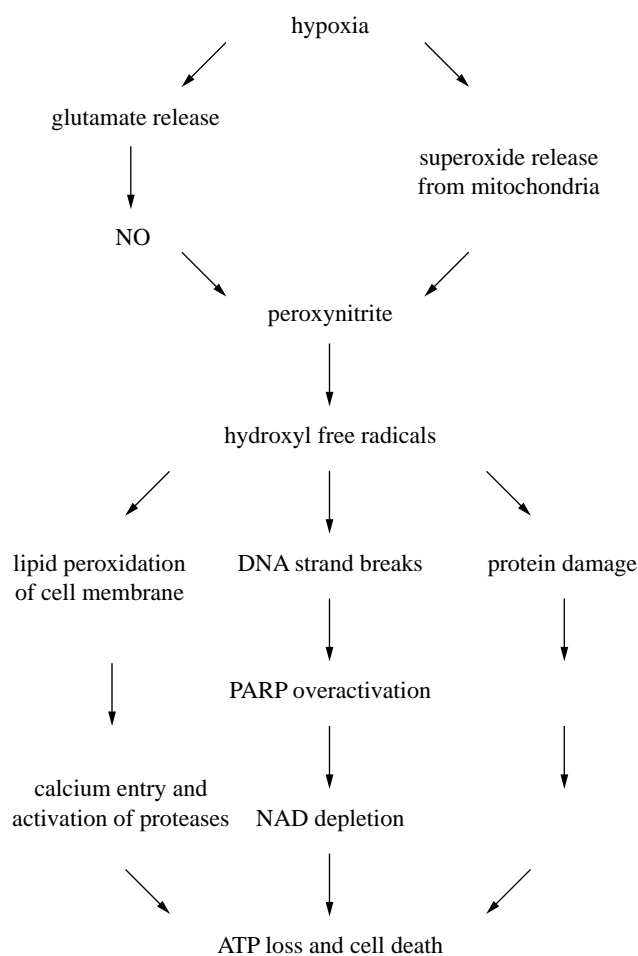 hypoxia
glutamate release
superoxide release
from mitochondria
NO
peroxynitrite
hydroxyl free radicals
lipid peroxidation
of cell membrane
DNA strand breaks
protein damage
PARP overactivation
calcium entry and
activation of proteases
NAD depletion
ATP loss and cell death